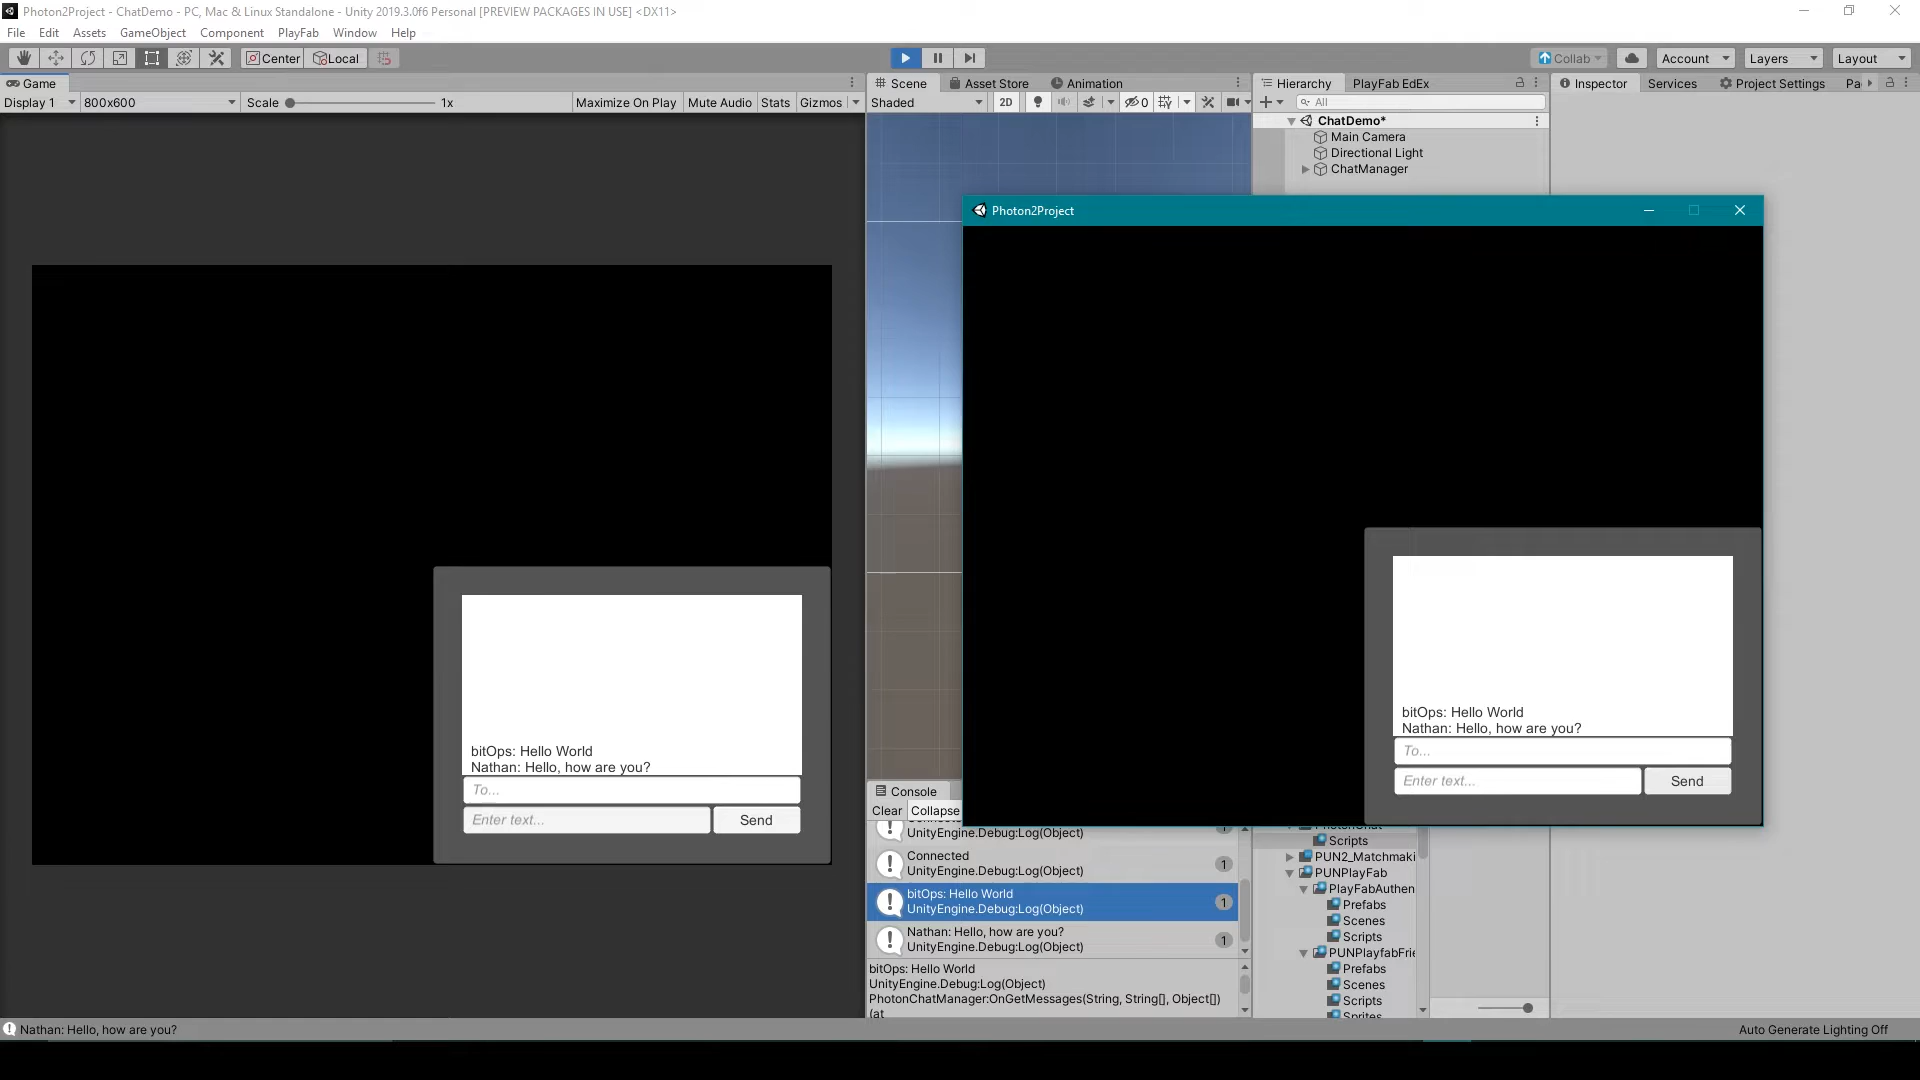 Photon2Project - ChatDemo - PC, Mac & Linux Standalone - Unity 2019.3.0f6 Personal [PREVIEW PACKAGES IN USE] <DX11>
File Edit Assets GameObject Component PlayFab Window Help
Center Local Collab Account Layers Layout
Game
Display 1 800x600 Scale 1x Maximize On Play Mute Audio Stats Gizmos
Scene Asset Store Animation
Shaded 2D 0
Hierarchy PlayFab EdEx
All
ChatDemo*
Main Camera
Directional Light
ChatManager
Inspector Services Project Settings Pa
Photon2Project
bitOps: Hello World
Nathan: Hello, how are you?
To...
Enter text... Send
bitOps: Hello World
Nathan: Hello, how are you?
To...
Enter text... Send
Console
Clear Collapse
UnityEngine.Debug:Log(Object)
Connected
UnityEngine.Debug:Log(Object) 1
bitOps: Hello World
UnityEngine.Debug:Log(Object) 1
Nathan: Hello, how are you?
UnityEngine.Debug:Log(Object) 1
bitOps: Hello World
UnityEngine.Debug:Log(Object)
PhotonChatManager:OnGetMessages(String, String[], Object[])
(at
Scripts
PUN2_Matchmaki
PUNPlayFab
PlayFabAuthen
Prefabs
Scenes
Scripts
PUNPlayfabFrie
Prefabs
Scenes
Scripts
Sprites
Nathan: Hello, how are you?
Auto Generate Lighting Off